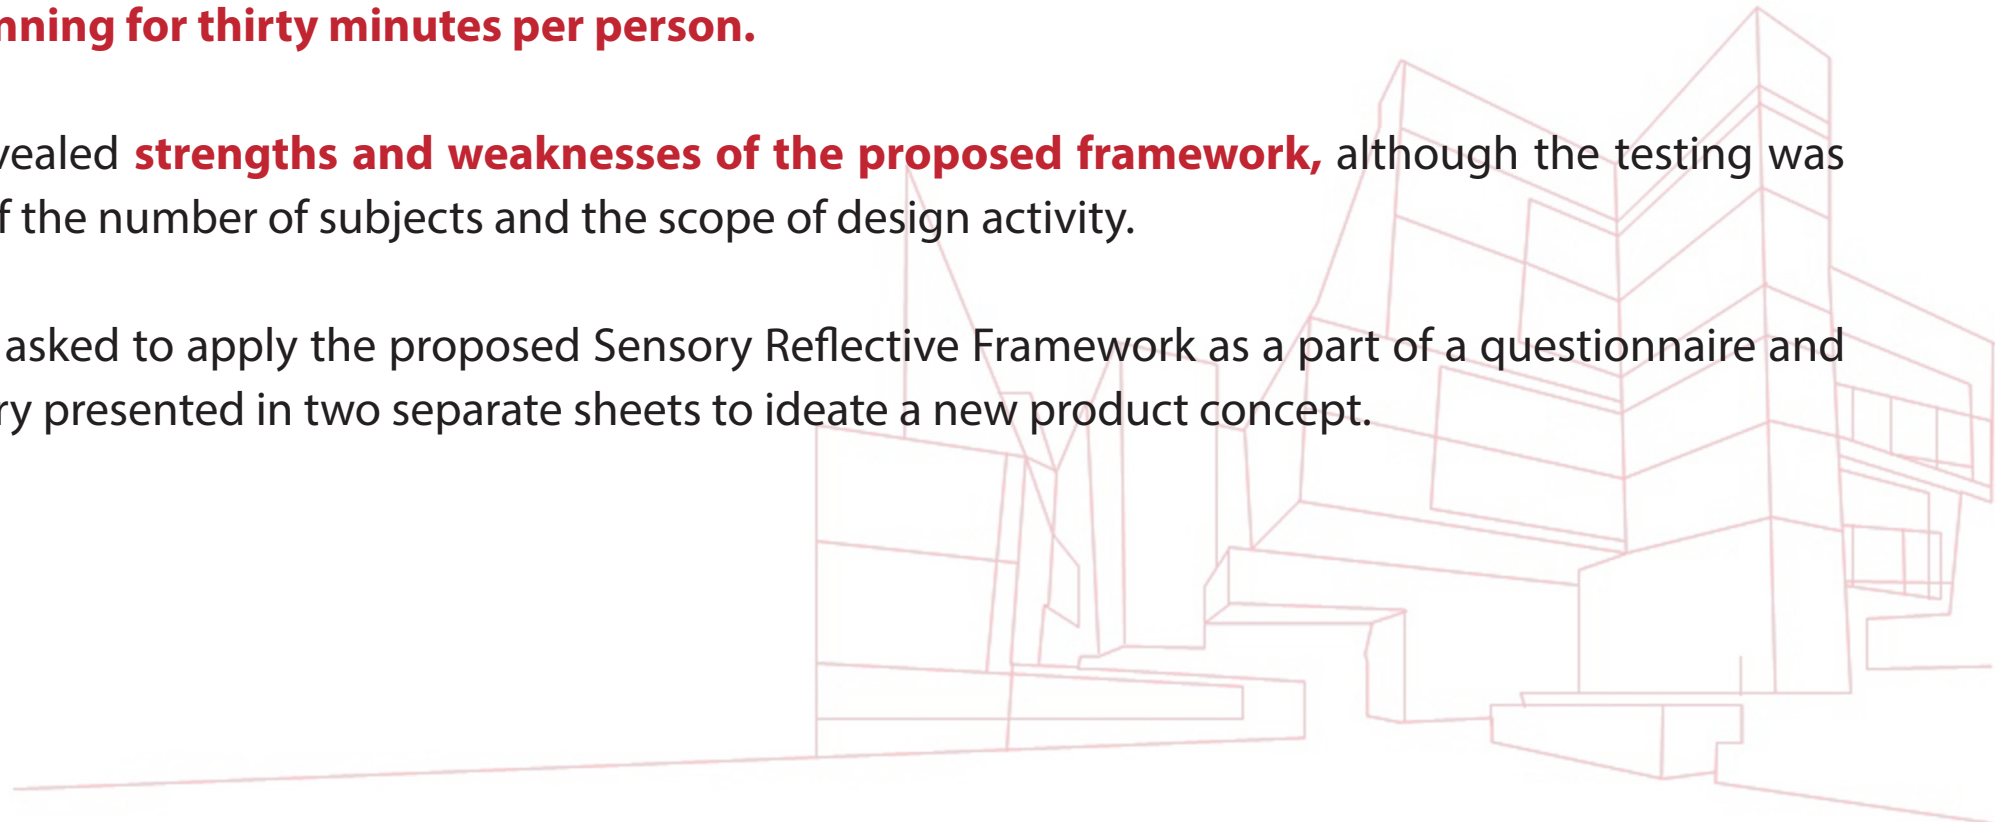 nning for thirty minutes per person.
vealed strengths and weaknesses of the proposed framework, although the testing was
f the number of subjects and the scope of design activity.
asked to apply the proposed Sensory Reflective Framework as a part of a questionnaire and
ry presented in two separate sheets to ideate a new product concept.